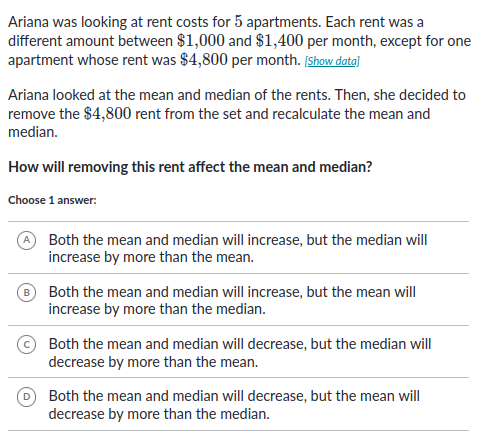 Ariana was looking at rent costs for 5 apartments. Each rent was a
different amount between $1,000 and $1,400 per month, except for one
apartment whose rent was $4,800 per month. [Show data]
Ariana looked at the mean and median of the rents. Then, she decided to
remove the $4,800 rent from the set and recalculate the mean and
median.
How will removing this rent affect the mean and median?
Choose 1 answer:
A Both the mean and median will increase, but the median will
increase by more than the mean.
B Both the mean and median will increase, but the mean will
increase by more than the median.
C Both the mean and median will decrease, but the median will
decrease by more than the mean.
D Both the mean and median will decrease, but the mean will
decrease by more than the median.